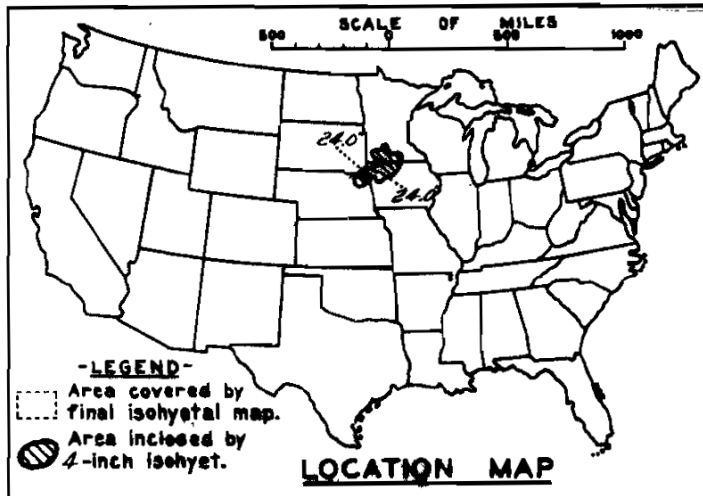 SCALE OF MILES
500 0 500 1000
24.0
24.0
-LEGEND-
Area covered by
final isohyetal map.
Area inclosed by
4-inch isohyet.
LOCATION MAP